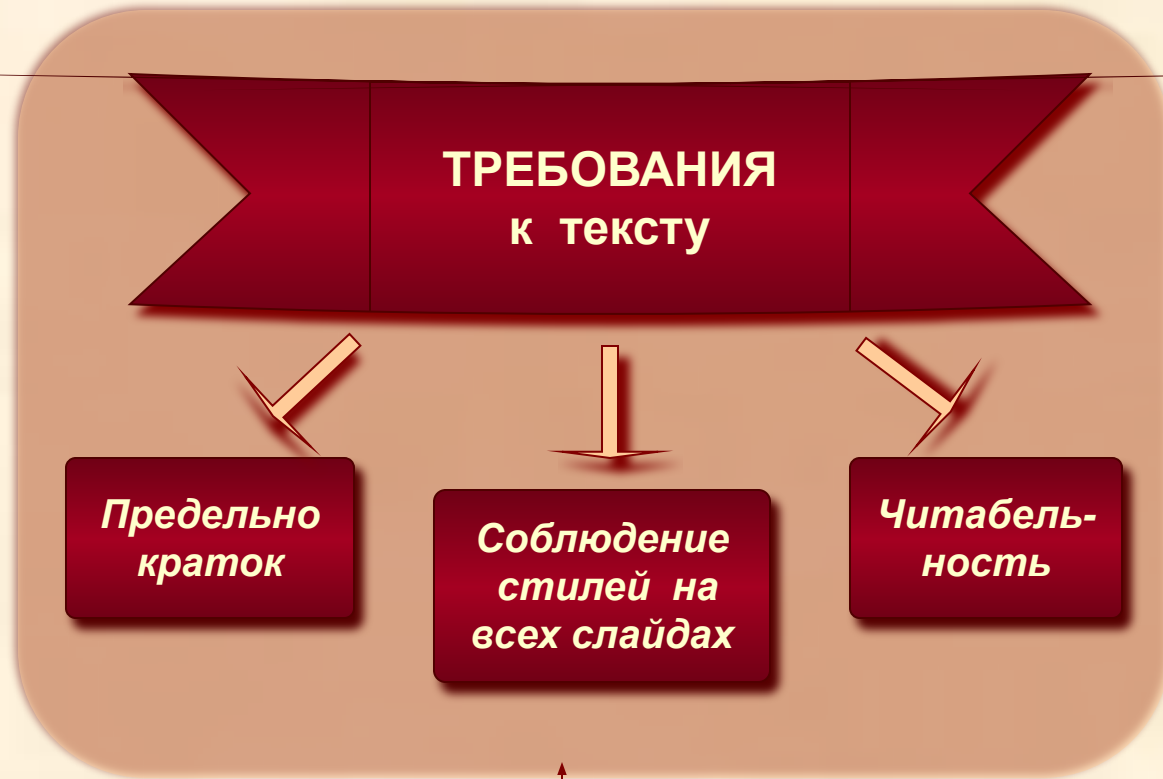 ТРЕБОВАНИЯ
к тексту
Предельно
краток
Соблюдение
стилей на
всех слайдах
Читабель-
ность